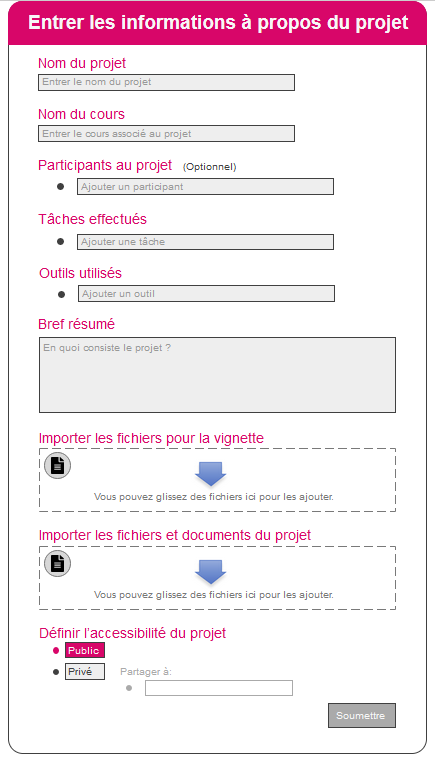 Entrer les informations à propos du projet
Nom du projet
Entrer le nom du projet
Nom du cours
Entrer le cours associé au projet
Participants au projet (Optionnel)
Ajouter un participant
Tâches effectués
Ajouter une tâche
Outils utilisés
Ajouter un outil
Bref résumé
En quoi consiste le projet ?
Importer les fichiers pour la vignette
Vous pouvez glissez des fichiers ici pour les ajouter.
Importer les fichiers et documents du projet
Vous pouvez glissez des fichiers ici pour les ajouter.
Définir l'accessibilité du projet
Public
Privé Partager à:
Soumettre